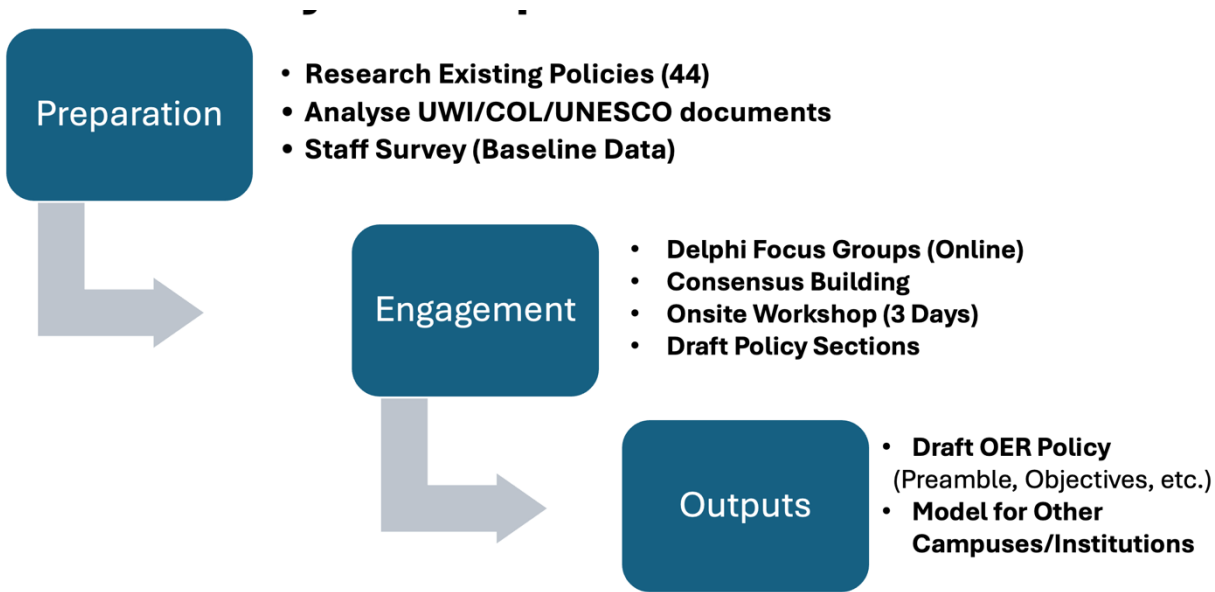 Preparation
• Research Existing Policies (44)
• Analyse UWI/COL/UNESCO documents
• Staff Survey (Baseline Data)
Engagement
• Delphi Focus Groups (Online)
• Consensus Building
• Onsite Workshop (3 Days)
• Draft Policy Sections
Outputs
• Draft OER Policy
(Preamble, Objectives, etc.)
• Model for Other
Campuses/Institutions